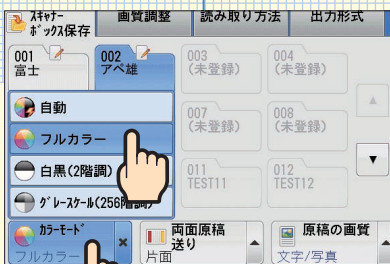 スキャナー
ボックス保存
画質調整
読み取り方法
出力形式
001
富士
002
アベ雄
003
(未登録)
004
(未登録)
自動
フルカラー
白黒(2階調)
グレースケール(256階調)
007
(未登録)
008
(未登録)
011
TEST11
012
TEST12
カラーモード
フルカラー
両面原稿
送り
片面
原稿の画質
文字/写真